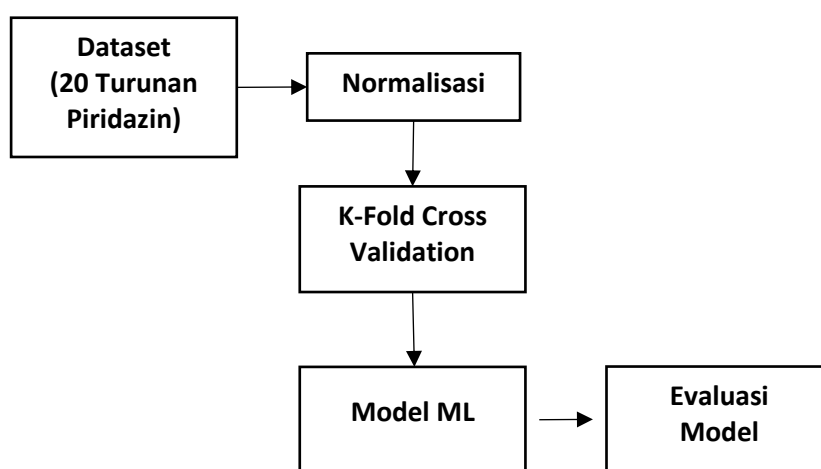 Dataset
(20 Turunan
Piridazin)
Normalisasi
K-Fold Cross
Validation
Model ML
Evaluasi
Model